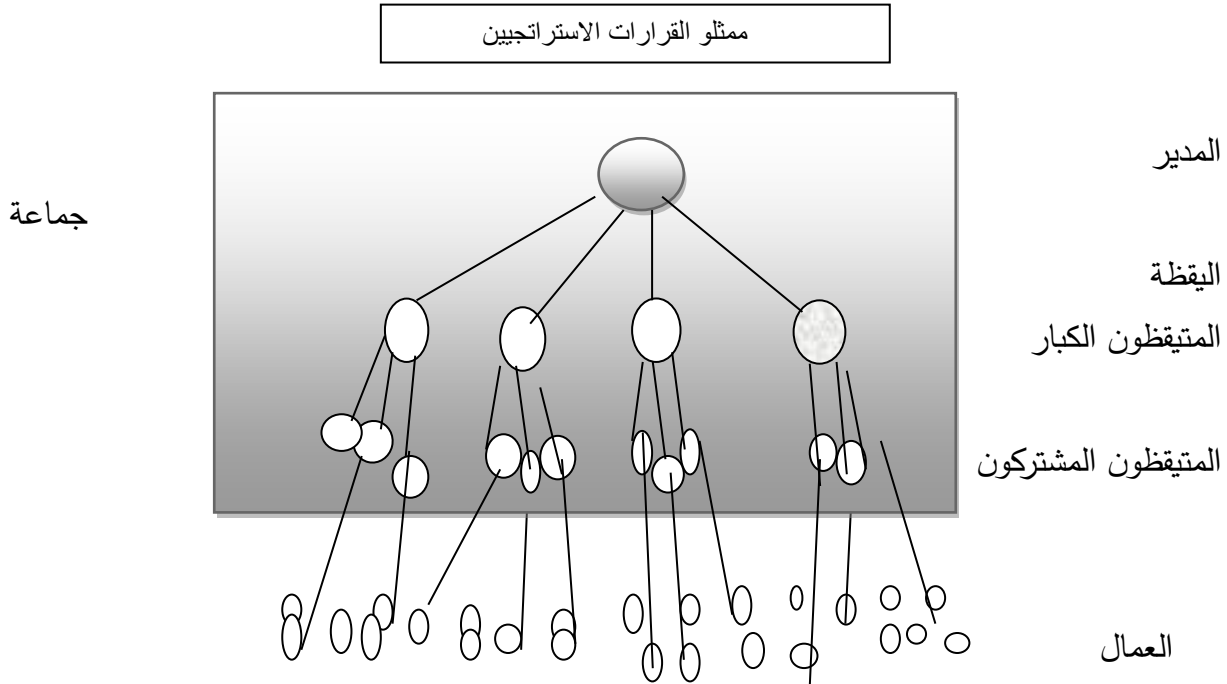 ممثلو القرارات الاستراتجيين
المدير
جماعة
اليقظة
المتيقظون الكبار
المتيقظون المشتركون
العمال